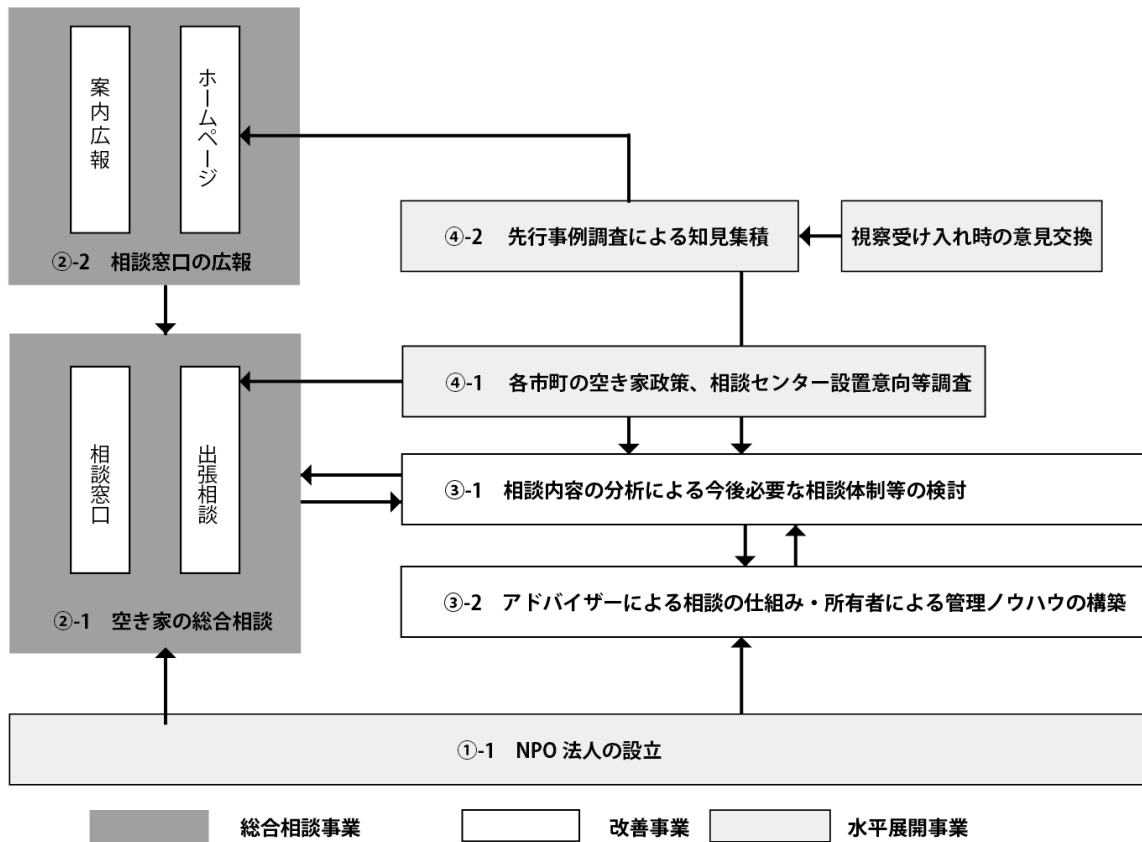 案内広報
ホームページ
②-2 相談窓口の広報
④-2 先行事例調査による知見集積
視察受け入れ時の意見交換
④-1 各市町の空き家政策、相談センター設置意向等調査
相談窓口
出張相談
②-1 空き家の総合相談
③-1 相談内容の分析による今後必要な相談体制等の検討
③-2 アドバイザーによる相談の仕組み・所有者による管理ノウハウの構築
①-1 NPO 法人の設立
総合相談事業
改善事業
水平展開事業